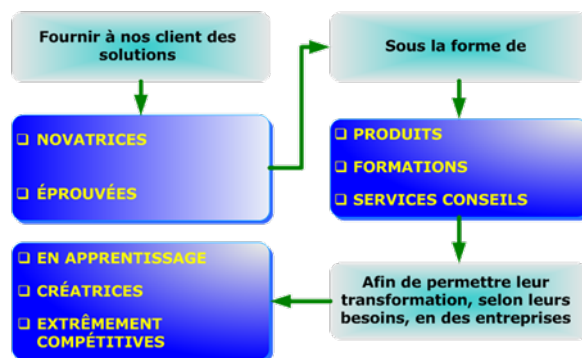 Fournir à nos client des
solutions
❑ NOVATRICES
❑ ÉPROUVÉES
Sous la forme de
❑ PRODUITS
❑ FORMATIONS
❑ SERVICES CONSEILS
Afin de permettre leur
transformation, selon leurs
besoins, en des entreprises
❑ EN APPRENTISSAGE
❑ CRÉATRICES
❑ EXTRÊMEMENT
COMPÉTITIVES